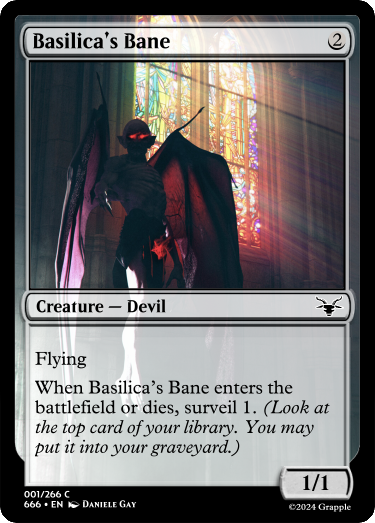 Basilica's Bane 2
Creature — Devil
Flying
When Basilica's Bane enters the
battlefield or dies, surveil 1. (Look at
the top card of your library. You may
put it into your graveyard.)
1/1
001/266 C
666 • EN Daniele Gay
©2024 Grapple